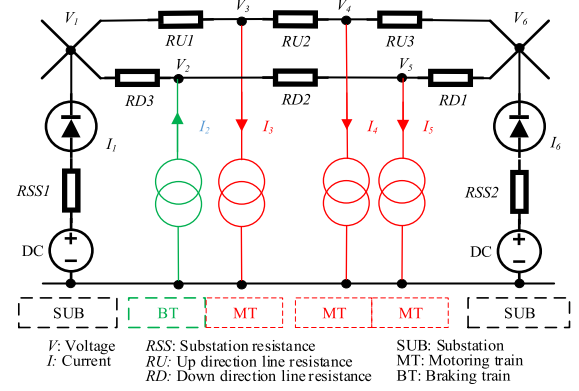 V1 V3 V4 V6
RU1 RU2 RU3
V2 V5
RD3 RD2 RD1
I1 I2 I3 I4 I5 I6
RSS1 RSS2
DC DC
SUB BT MT MT MT SUB
V: Voltage RSS: Substation resistance SUB: Substation
I: Current RU: Up direction line resistance MT: Motoring train
RD: Down direction line resistance BT: Braking train